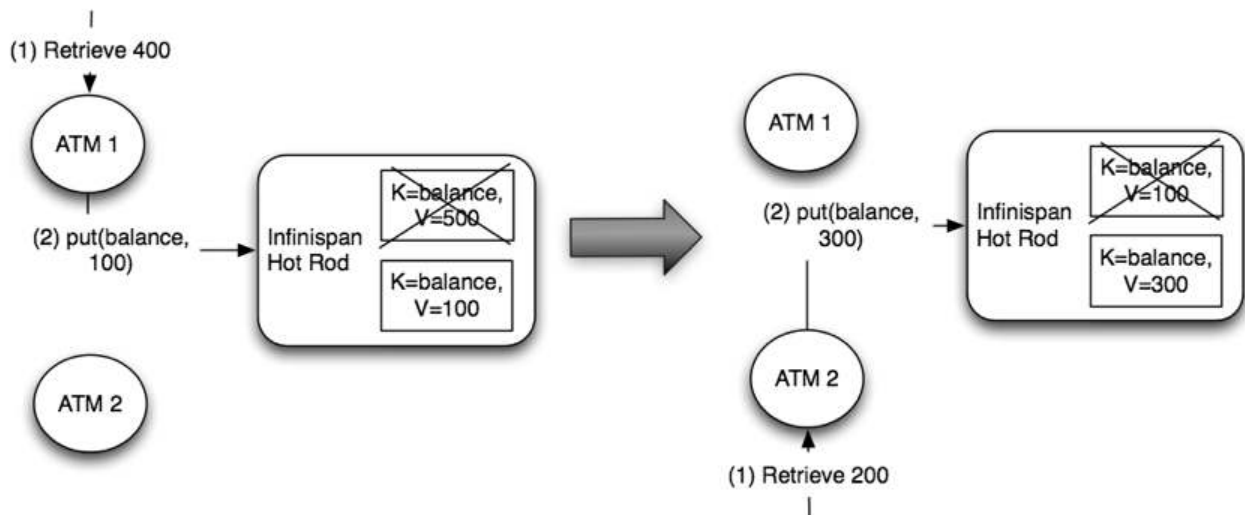 (1) Retrieve 400
ATM 1
(2) put(balance,
100)
Infinispan
Hot Rod
K=balance,
V=500
K=balance,
V=100
ATM 2
ATM 1
(2) put(balance,
300)
Infinispan
Hot Rod
K=balance,
V=100
K=balance,
V=300
ATM 2
(1) Retrieve 200